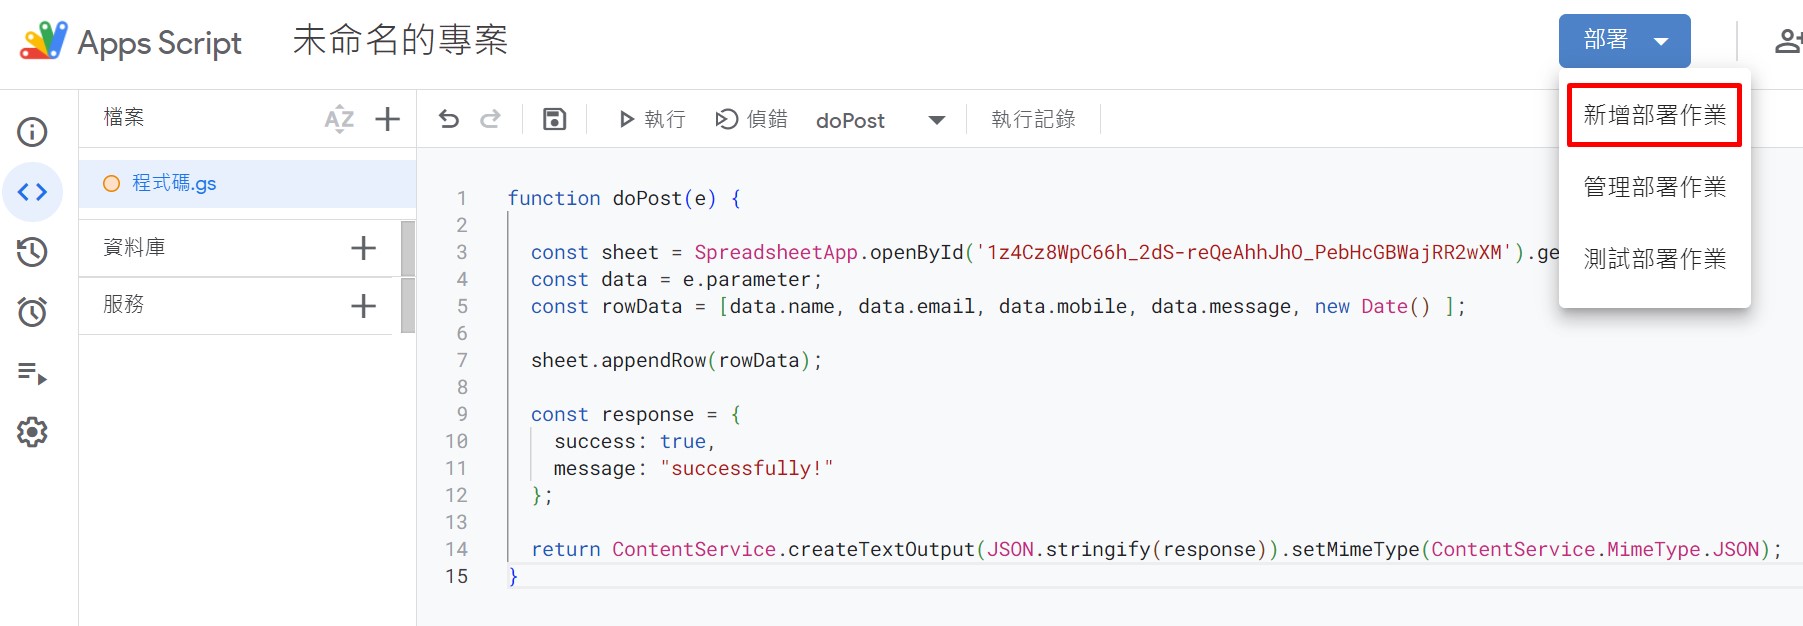 Apps Script
未命名的專案
部署
新增部署作業
管理部署作業
測試部署作業
檔案
AZ
執行
偵錯
doPost
執行記錄
程式碼.gs
資料庫
服務
1 function doPost(e) {
2
3 const sheet = SpreadsheetApp.openById('1z4Cz8WpC66h_2dS-reQeAhhJhO_PebHcGBWajRR2wXM').ge
4 const data = e.parameter;
5 const rowData = [data.name, data.email, data.mobile, data.message, new Date() ];
6
7 sheet.appendRow(rowData);
8
9 const response = {
10 success: true,
11 message: "successfully!"
12 };
13
14 return ContentService.createTextOutput(JSON.stringify(response)).setMimeType(ContentService.MimeType.JSON);
15 }